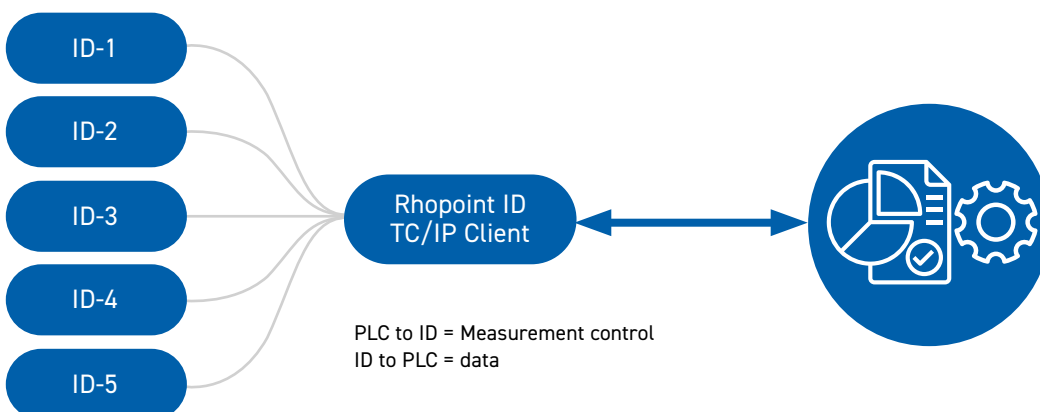 ID-1
ID-2
ID-3
ID-4
ID-5
Rhopoint ID
TC/IP Client
PLC to ID = Measurement control
ID to PLC = data